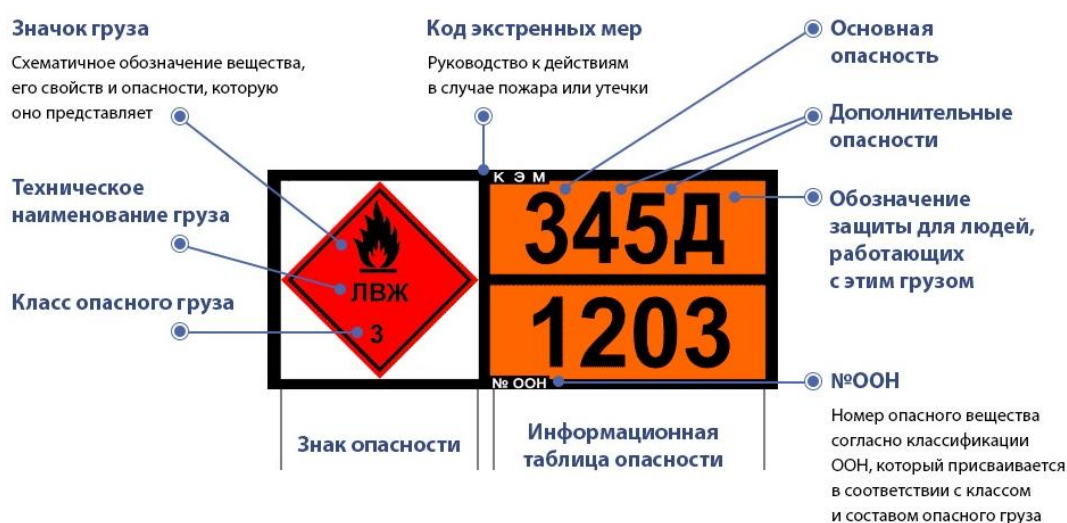 Значок груза
Схематичное обозначение вещества,
его свойств и опасности, которую
оно представляет
Код экстренных мер
Руководство к действиям
в случае пожара или утечки
Основная
опасность
Дополнительные
опасности
Обозначение
защиты для людей,
работающих
с этим грузом
Техническое
наименование груза
Класс опасного груза
К Э М
345Д
ЛВЖ
3
1203
№ ООН
№ООН
Номер опасного вещества
согласно классификации
ООН, который присваивается
в соответствии с классом
и составом опасного груза
Знак опасности
Информационная
таблица опасности